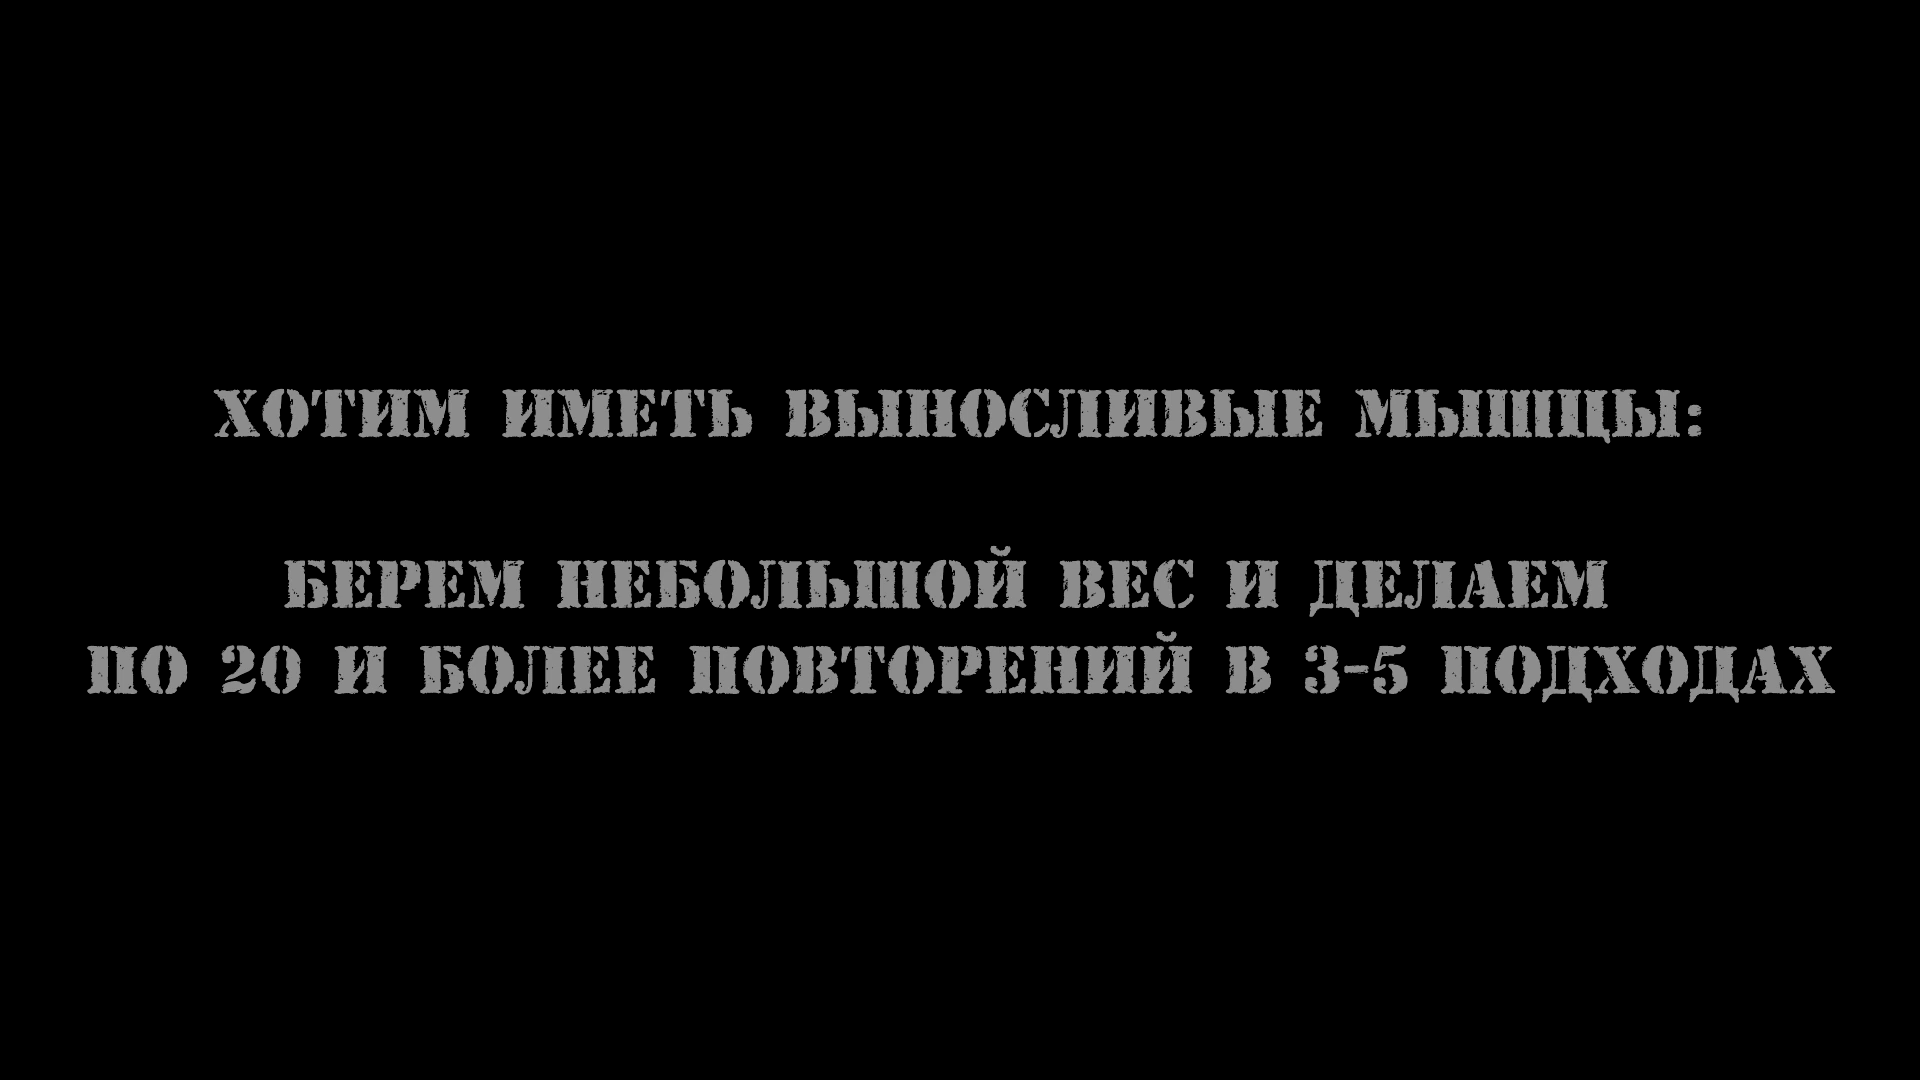 ХОТИМ ИМЕТЬ ВЫНОСЛИВЫЕ МЫШЦЫ:
БЕРЕМ НЕБОЛЬШОЙ ВЕС И ДЕЛАЕМ
ПО 20 И БОЛЕЕ ПОВТОРЕНИЙ В 3-5 ПОДХОДАХ